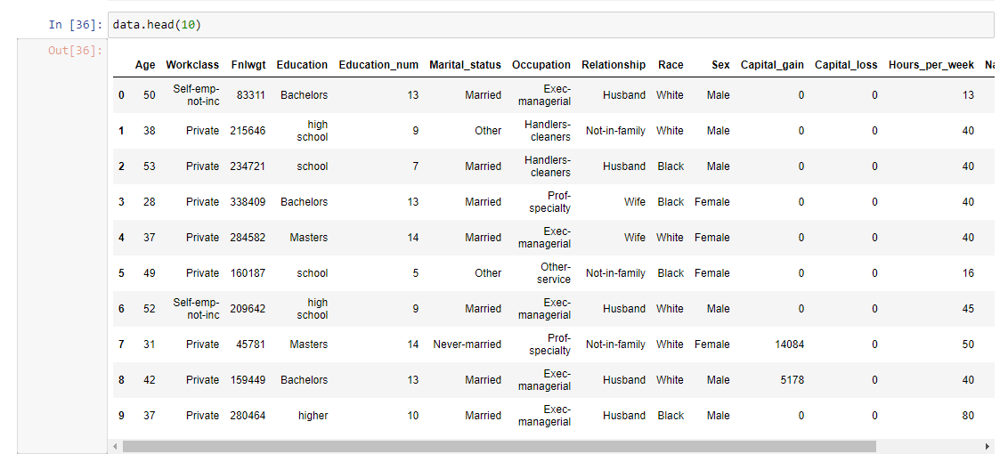 In [36]: data.head(10)
Out[36]:
Age Workclass Fnlwgt Education Education_num Marital_status Occupation Relationship Race Sex Capital_gain Capital_loss Hours_per_week Na
0 50 Self-emp-not-inc 83311 Bachelors 13 Married Exec-managerial Husband White Male 0 0 13
1 38 Private 215646 high school 9 Other Handlers-cleaners Not-in-family White Male 0 0 40
2 53 Private 234721 school 7 Married Handlers-cleaners Husband Black Male 0 0 40
3 28 Private 338409 Bachelors 13 Married Prof-specialty Wife Black Female 0 0 40
4 37 Private 284582 Masters 14 Married Exec-managerial Wife White Female 0 0 40
5 49 Private 160187 school 5 Other Other-service Not-in-family Black Female 0 0 16
6 52 Self-emp-not-inc 209642 high school 9 Married Exec-managerial Husband White Male 0 0 45
7 31 Private 45781 Masters 14 Never-married Prof-specialty Not-in-family White Female 14084 0 50
8 42 Private 159449 Bachelors 13 Married Exec-managerial Husband White Male 5178 0 40
9 37 Private 280464 higher 10 Married Exec-managerial Husband Black Male 0 0 80